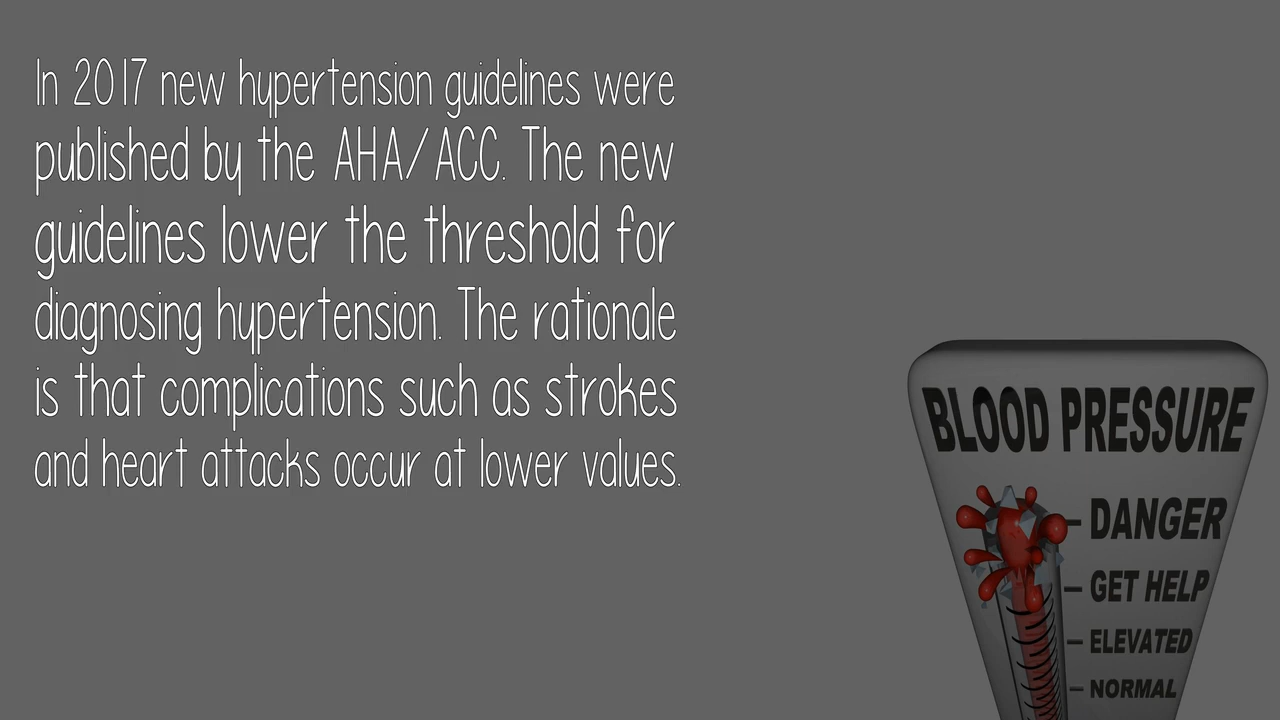 In 2017 new hypertension guidelines were
published by the AHA/ACC. The new
guidelines lower the threshold for
diagnosing hypertension. The rationale
is that complications such as strokes
and heart attacks occur at lower values.
BLOOD PRESSURE
DANGER
GET HELP
ELEVATED
NORMAL